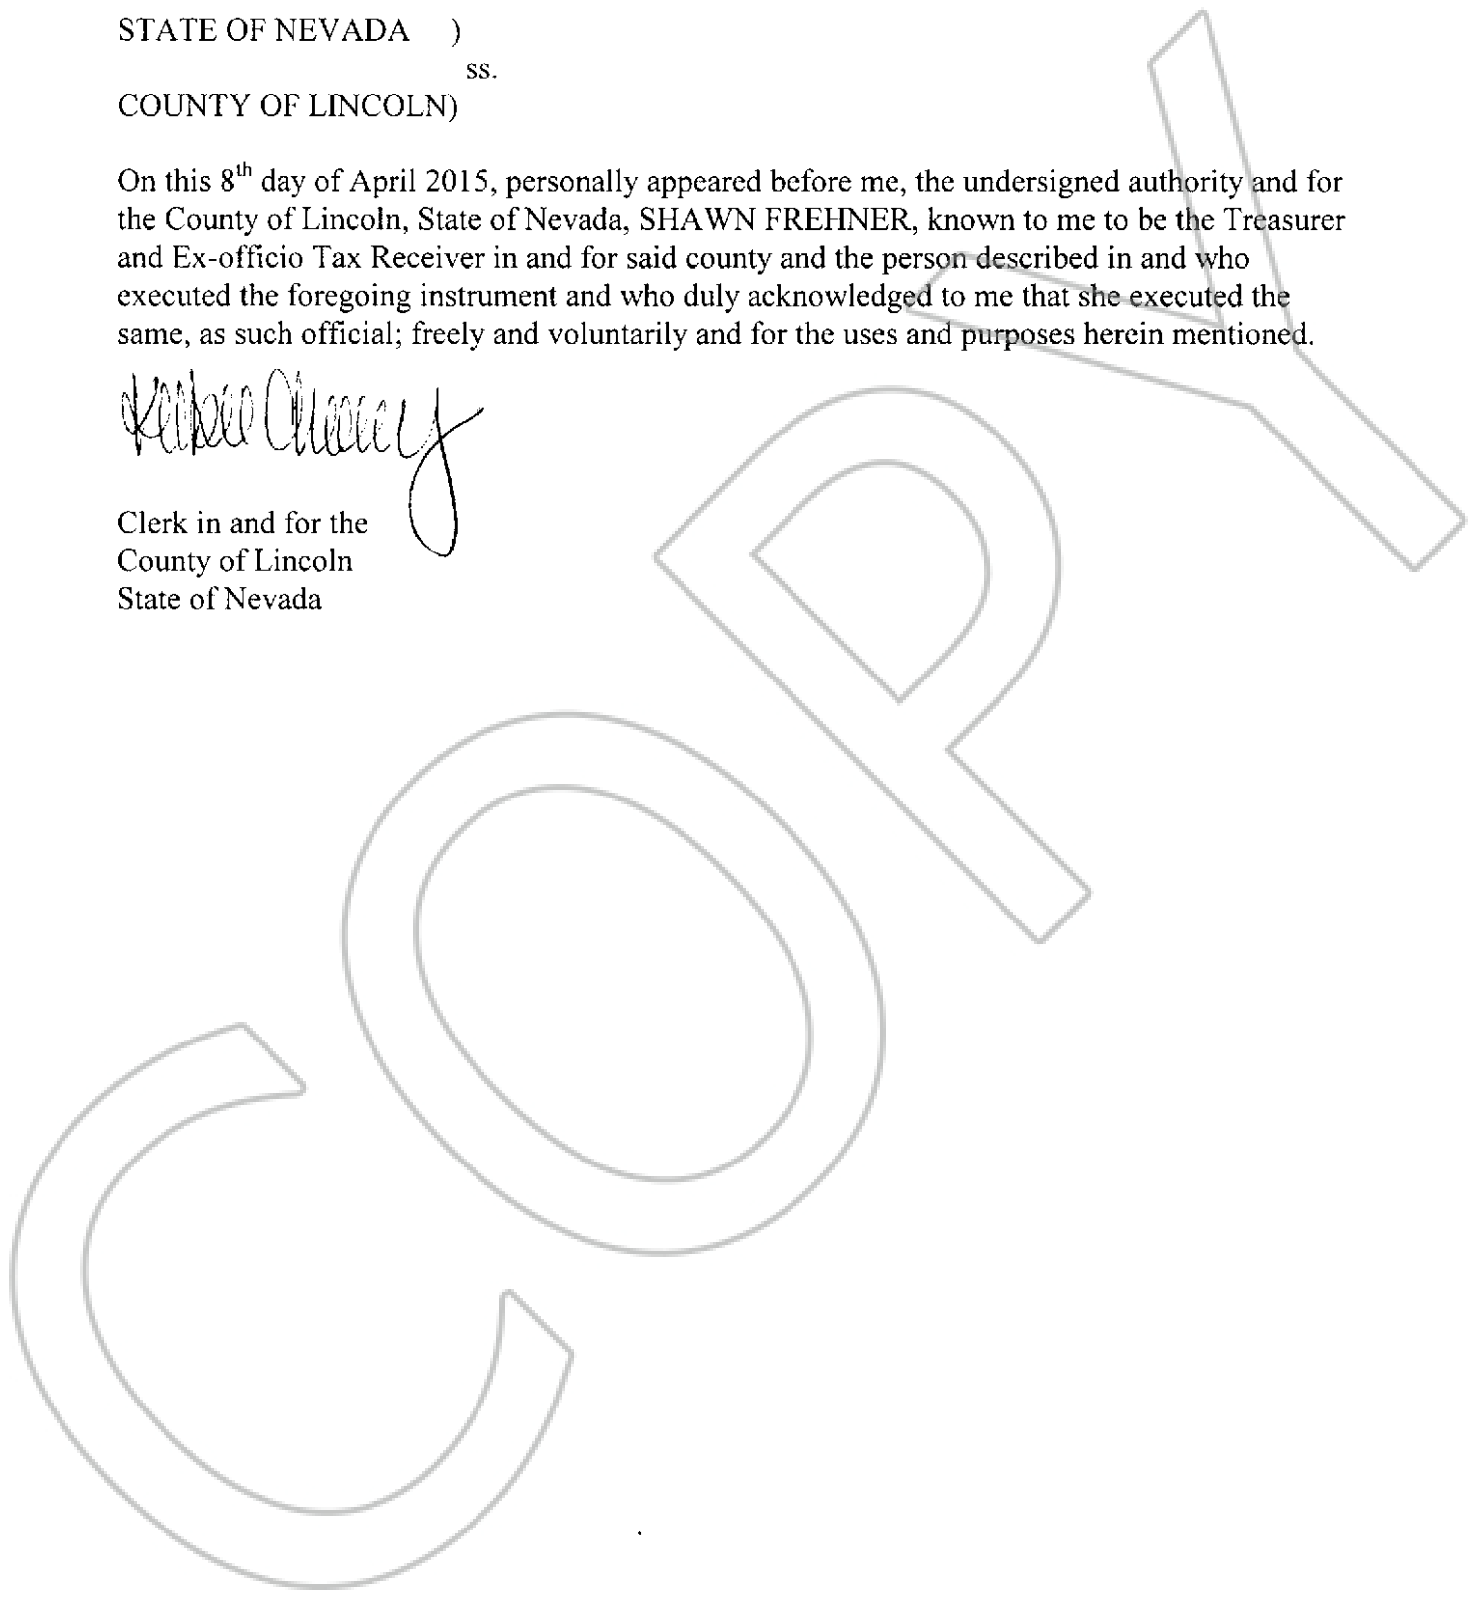 STATE OF NEVADA )
ss.
COUNTY OF LINCOLN)
On this 8th day of April 2015, personally appeared before me, the undersigned authority and for
the County of Lincoln, State of Nevada, SHAWN FREHNER, known to me to be the Treasurer
and Ex-officio Tax Receiver in and for said county and the person described in and who
executed the foregoing instrument and who duly acknowledged to me that she executed the
same, as such official; freely and voluntarily and for the uses and purposes herein mentioned.
Clerk in and for the
County of Lincoln
State of Nevada
COPY